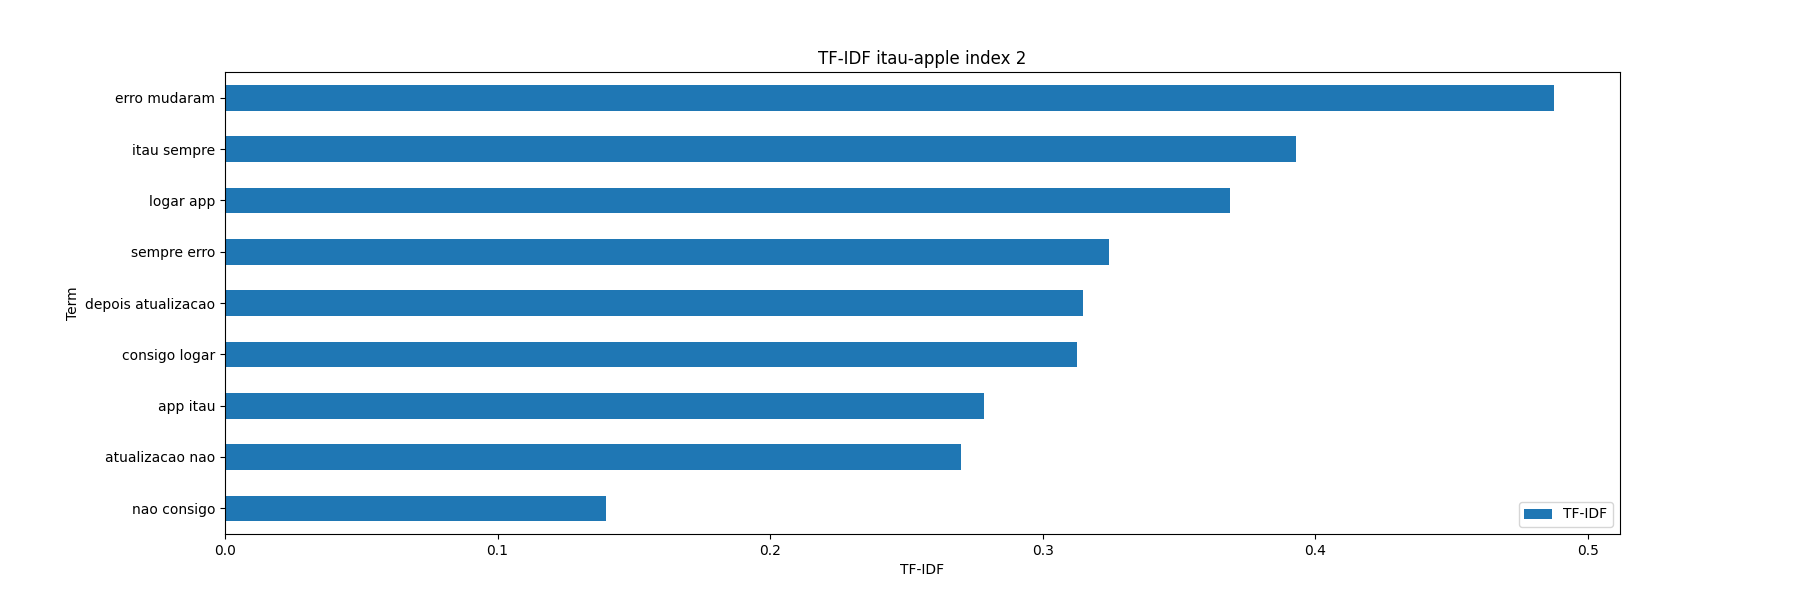 TF-IDF itau-apple index 2
Term
erro mudaram
itau sempre
logar app
sempre erro
depois atualizacao
consigo logar
app itau
atualizacao nao
nao consigo
TF-IDF
0.0 0.1 0.2 0.3 0.4 0.5
TF-IDF